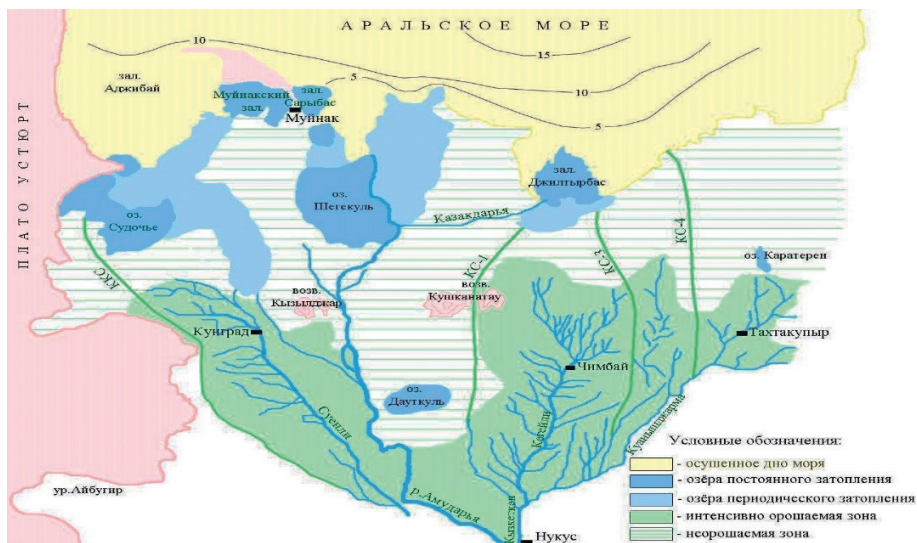 АРАЛЬСКОЕ МОРЕ
10
15
10
5
5
зал.
Аджибай
Муйнакский
зал.
зал.
Сарыбас
Муйнак
ПЛАТО УСТЮРТ
оз.
Судочье
оз.
Шегекуль
зал.
Джилтырбас
Казакдарья
ККС
КС-1
КС-3
КС-4
оз. Каратерен
возв.
Кызылджар
возв.
Кушканатау
Кунград
Тахтакупыр
Чимбай
оз.
Дауткуль
Суенли
Кегейли
Куанышджарма
р.Амударья
Кызкеткен
ур.Айбугир
Нукус
Условные обозначения:
- осушенное дно моря
- озёра постоянного затопления
- озёра периодического затопления
- интенсивно орошаемая зона
- неорошаемая зона